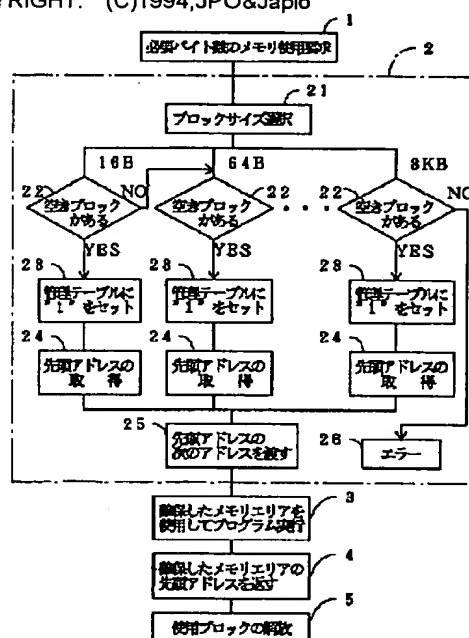 RIGHT: (C)1994,JPO&Japio
1
必要バイト数のメモリ使用要求
2
21
ブロックサイズ選択
16B 64B 8KB
22 NO 22 22 NO
空きブロックがある 空きブロックがある ・・・ 空きブロックがある
YES YES YES
28 28 28
管理テーブルに 管理テーブルに 管理テーブルに
"1" をセット "1" をセット "1" をセット
24 24 24
先頭アドレスの 先頭アドレスの 先頭アドレスの
取 得 取 得 取 得
25 26
先頭アドレスの
次のアドレスを渡す エラー
3
確保したメモリエリアを
使用してプログラム実行
4
確保したメモリエリアの
先頭アドレスを返す
5
使用ブロックの解放